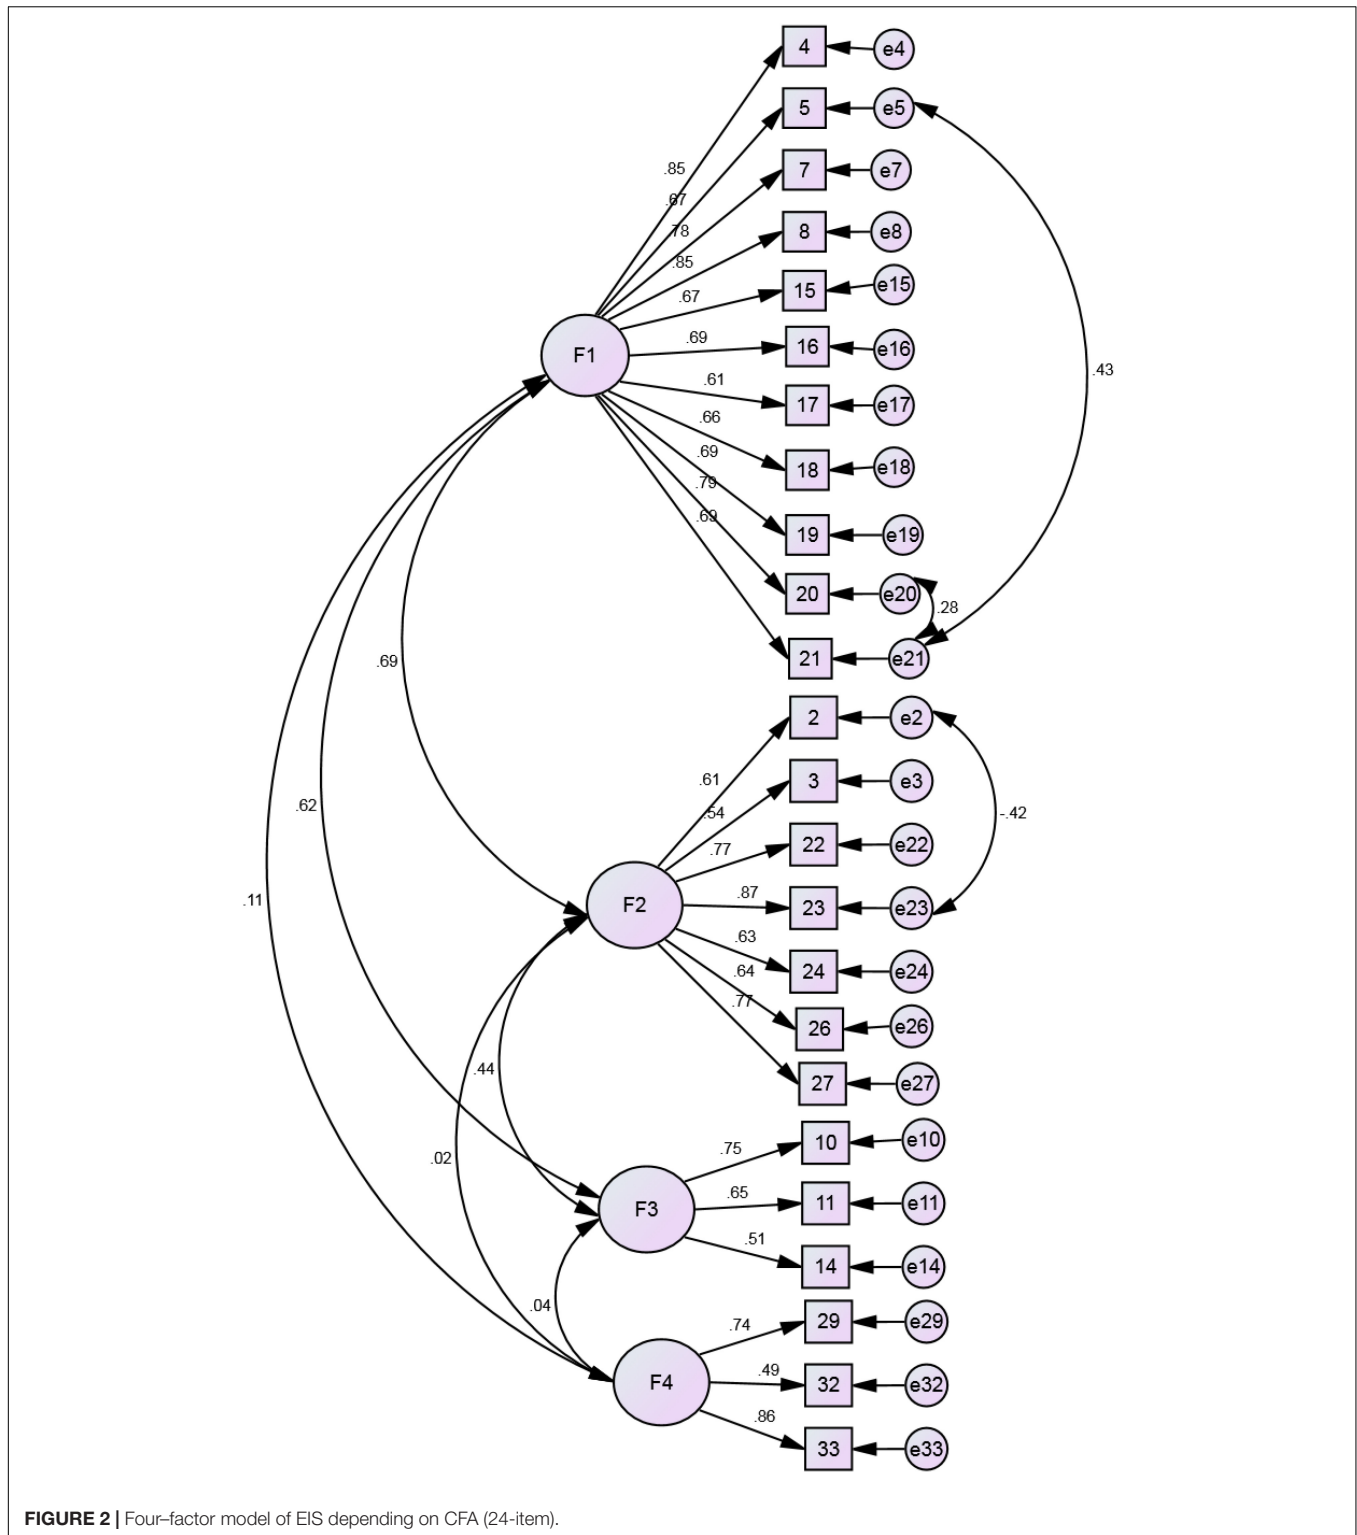 4 e4
5 e5
.85
7 e7
.67
78
8 e8
.85
15 e15
.67
.69
16 e16
F1
.43
.61
17 e17
.66
.69
18 e18
.79
.69
19 e19
20 e20
.28
.69
21 e21
2 e2
.61
3 e3
.62
.54
-.42
.77
22 e22
.87
.11
F2
23 e23
.63
.64
24 e24
.77
26 e26
.44
27 e27
.75
10 e10
.02
.65
11 e11
F3
.51
14 e14
.04
.74
29 e29
.49
F4
32 e32
.86
33 e33
FIGURE 2 | Four–factor model of EIS depending on CFA (24-item).